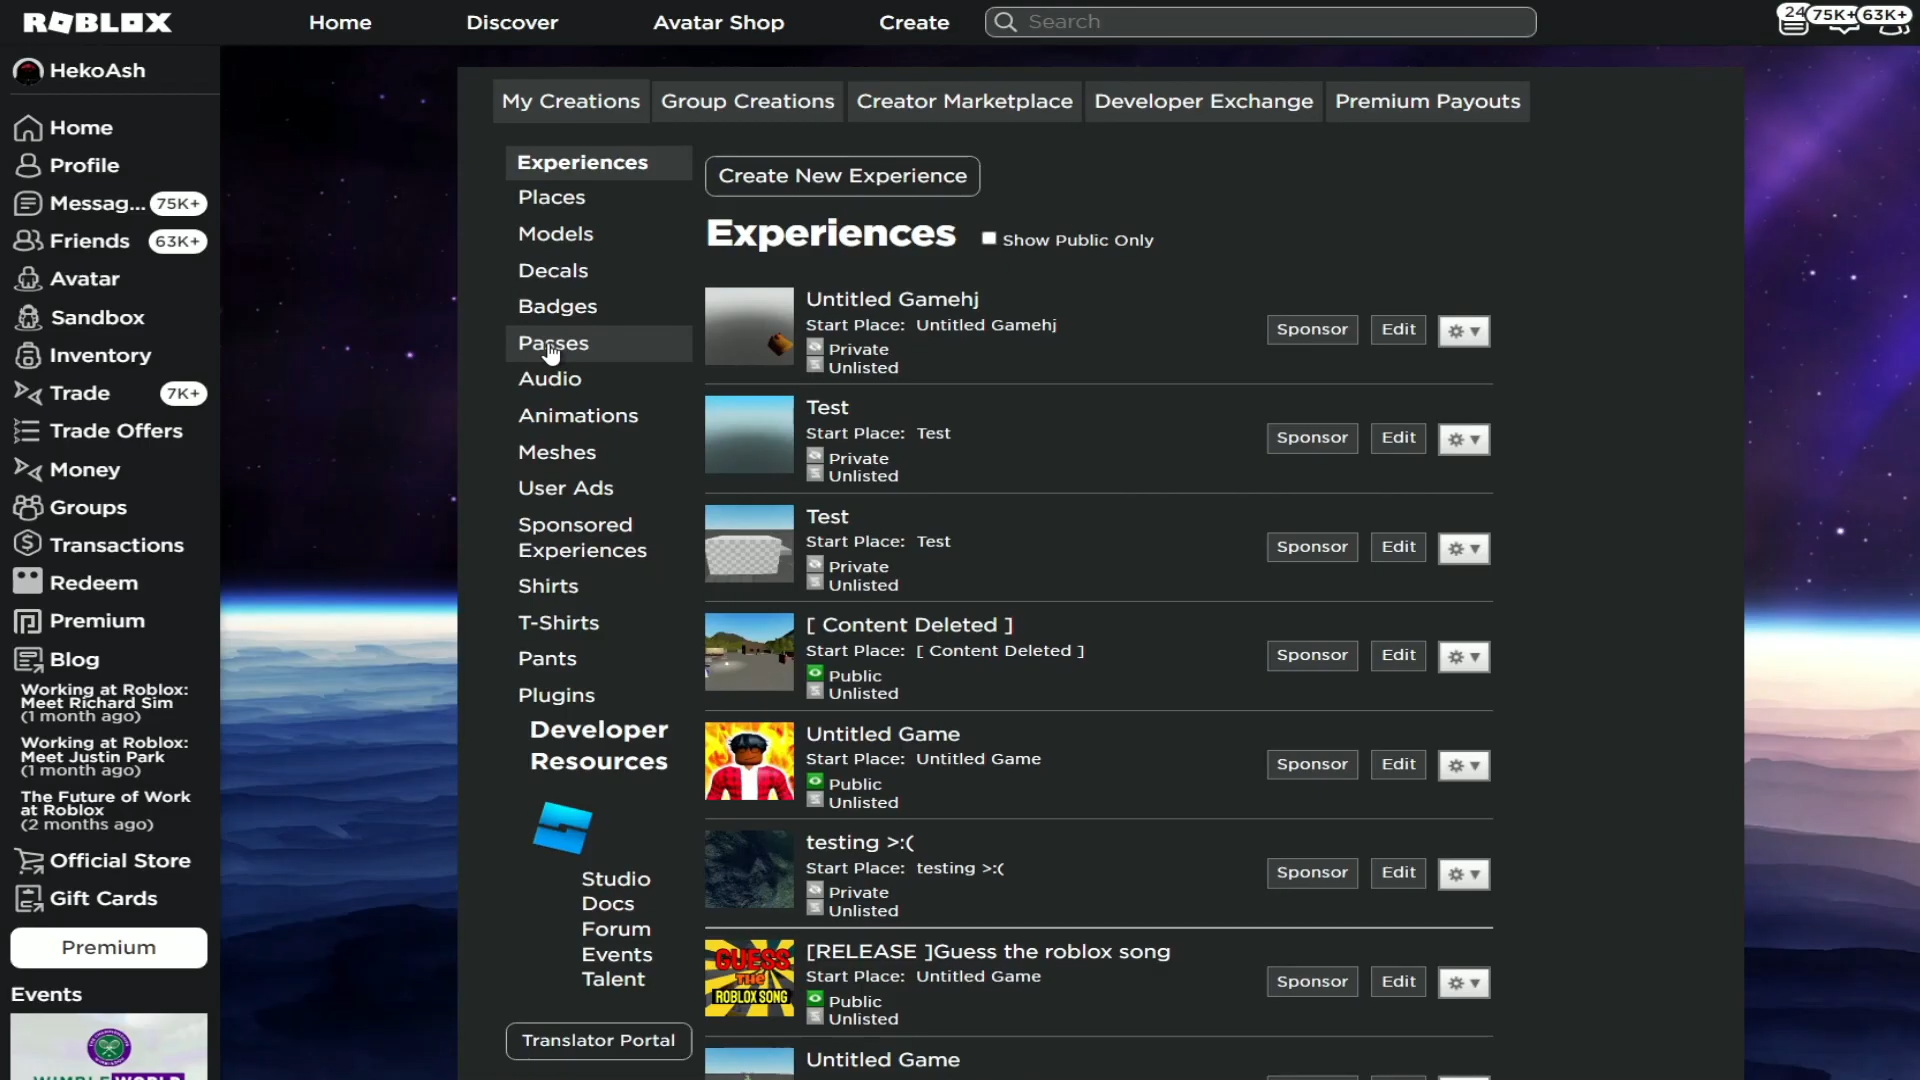 ROBLOX
Home
Discover
Avatar Shop
Create
Search
24
75K+
63K+
HekoAsh
Home
Profile
Messag... 75K+
Friends 63K+
Avatar
Sandbox
Inventory
Trade 7K+
Trade Offers
Money
Groups
Transactions
Redeem
Premium
Blog
Working at Roblox:
Meet Richard Sim
(1 month ago)
Working at Roblox:
Meet Justin Park
(1 month ago)
The Future of Work
at Roblox
(2 months ago)
Official Store
Gift Cards
Premium
Events
My Creations
Group Creations
Creator Marketplace
Developer Exchange
Premium Payouts
Experiences
Places
Models
Decals
Badges
Passes
Audio
Animations
Meshes
User Ads
Sponsored
Experiences
Shirts
T-Shirts
Pants
Plugins
Developer
Resources
Studio
Docs
Forum
Events
Talent
Translator Portal
Create New Experience
Experiences
Show Public Only
Untitled Gamehj
Start Place: Untitled Gamehj
Private
Unlisted
Sponsor
Edit
Test
Start Place: Test
Private
Unlisted
Sponsor
Edit
Test
Start Place: Test
Private
Unlisted
Sponsor
Edit
[ Content Deleted ]
Start Place: [ Content Deleted ]
Public
Unlisted
Sponsor
Edit
Untitled Game
Start Place: Untitled Game
Public
Unlisted
Sponsor
Edit
testing >:(
Start Place: testing >:(
Private
Unlisted
Sponsor
Edit
GUESS
THE
ROBLOX SONG
[RELEASE ]Guess the roblox song
Start Place: Untitled Game
Public
Unlisted
Sponsor
Edit
Untitled Game